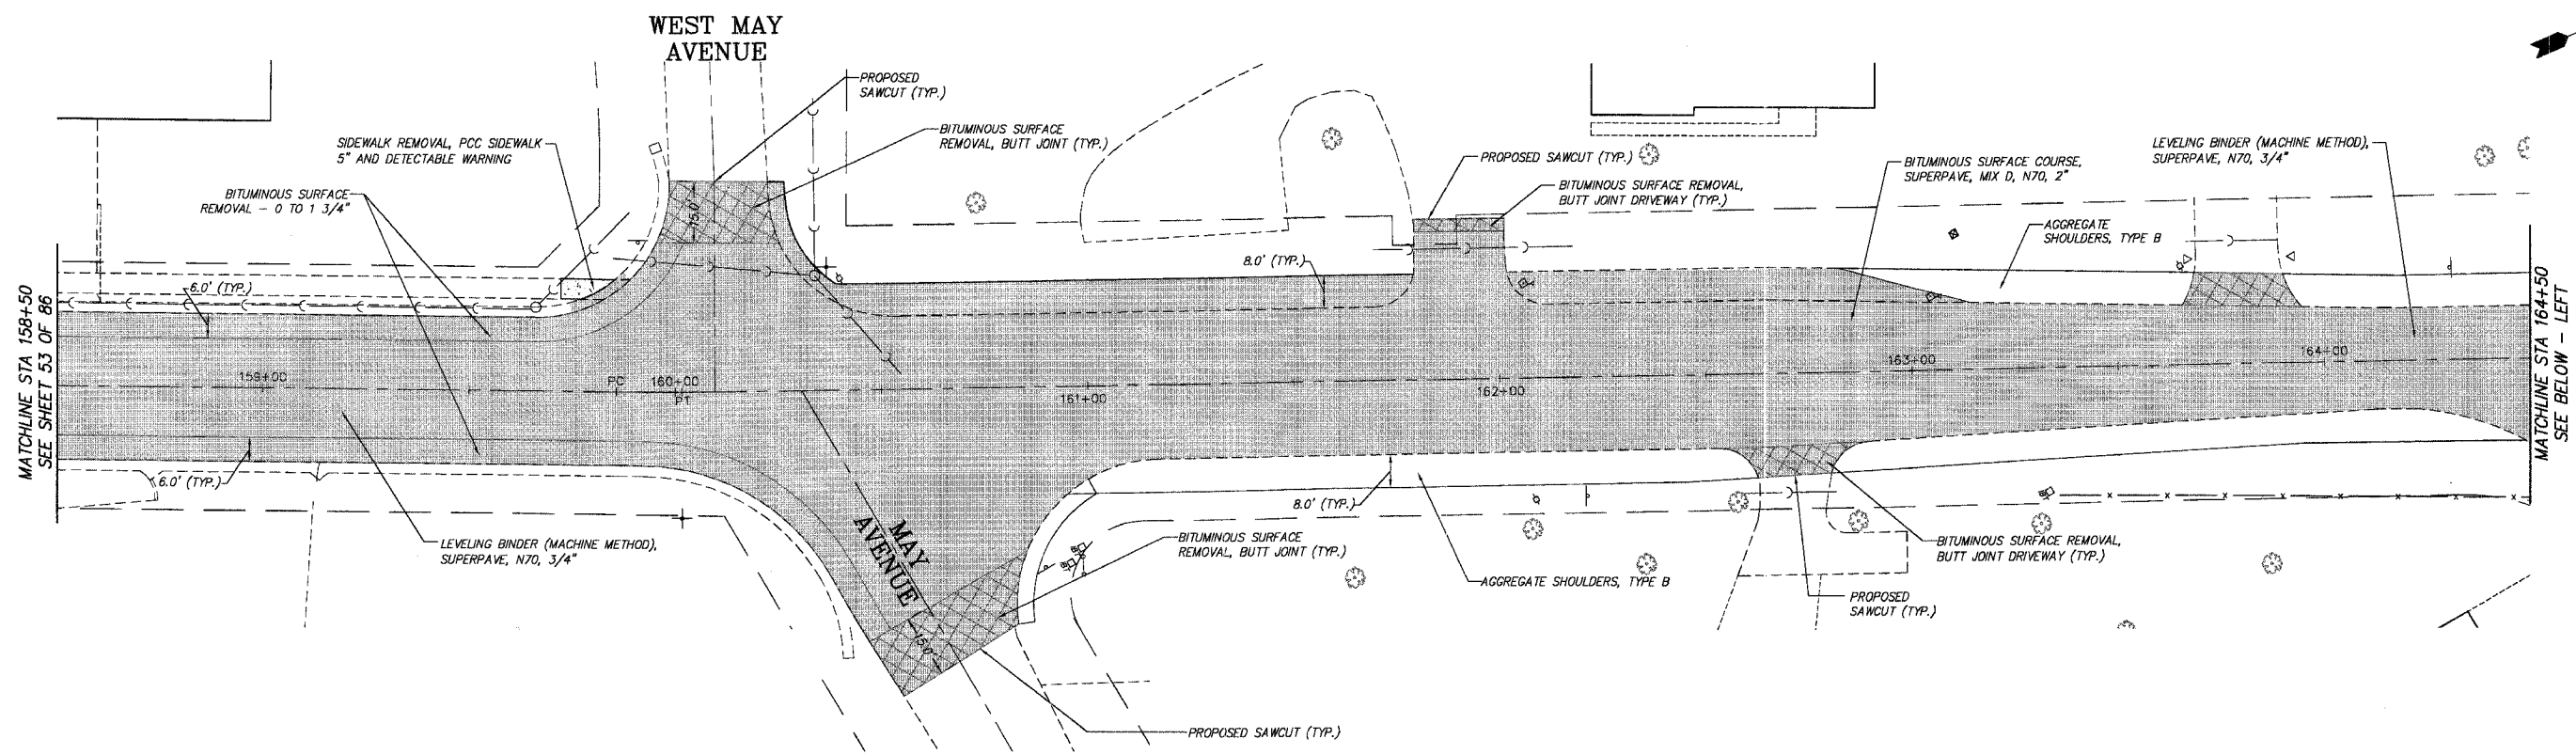 WEST MAY
AVENUE
PROPOSED
SAWCUT (TYP.)
BITUMINOUS SURFACE
REMOVAL, BUTT JOINT (TYP.)
SIDEWALK REMOVAL, PCC SIDEWALK
5" AND DETECTABLE WARNING
BITUMINOUS SURFACE
REMOVAL - 0 TO 1 3/4"
PROPOSED SAWCUT (TYP.)
BITUMINOUS SURFACE REMOVAL,
BUTT JOINT DRIVEWAY (TYP.)
BITUMINOUS SURFACE COURSE,
SUPERPAVE, MIX D, N70, 2"
LEVELING BINDER (MACHINE METHOD),
SUPERPAVE, N70, 3/4"
AGGREGATE
SHOULDERS, TYPE B
15.0'
8.0' (TYP.)
6.0' (TYP.)
MATCHLINE STA 158+50
SEE SHEET 53 OF 86
159+00
PC
160+00
PT
161+00
162+00
163+00
164+00
MATCHLINE STA 164+50
SEE BELOW - LEFT
6.0' (TYP.)
8.0' (TYP.)
LEVELING BINDER (MACHINE METHOD),
SUPERPAVE, N70, 3/4"
MAY
AVENUE
15.0'
BITUMINOUS SURFACE
REMOVAL, BUTT JOINT (TYP.)
AGGREGATE SHOULDERS, TYPE B
BITUMINOUS SURFACE REMOVAL,
BUTT JOINT DRIVEWAY (TYP.)
PROPOSED
SAWCUT (TYP.)
PROPOSED SAWCUT (TYP.)